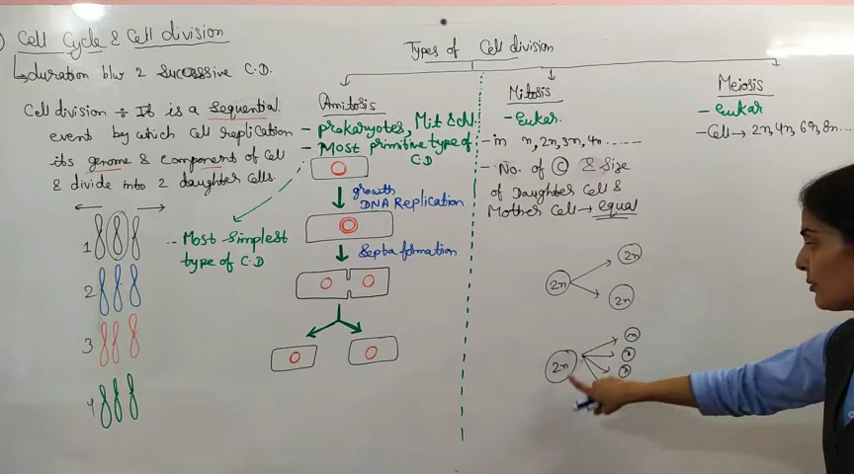 Cell Cycle & Cell division
duration b/w 2 Successive C.D.
Cell division ÷ It is a Sequential
event by which Cell replication
its genome & component of Cell
& divide into 2 daughter Cells.
1
2
3
4
Types of Cell division
Amitosis
- prokaryotes, Mit &
- Most primitive type of
C.D
growth
DNA Replication
Septa formation
- Most Simplest
type of C.D
Mitosis
- Eukar.
- in n, 2n, 3n, 4n ......
- No. of C & Size
of Daughter Cell &
Mother Cell → equal
2n
2n
2n
2n
n
n
n
Meiosis
- Eukar
- Cell → 2n, 4n, 6n, 8n...